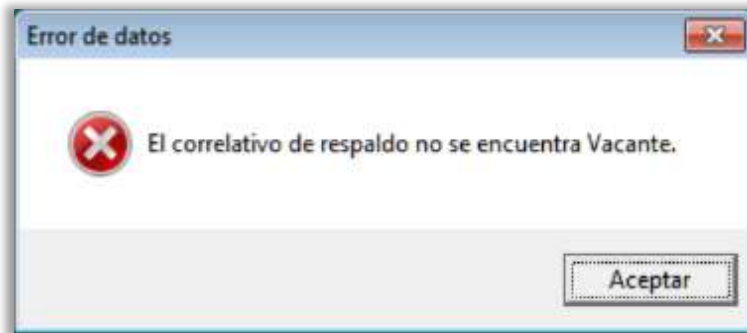 Error de datos
El correlativo de respaldo no se encuentra Vacante.
Aceptar